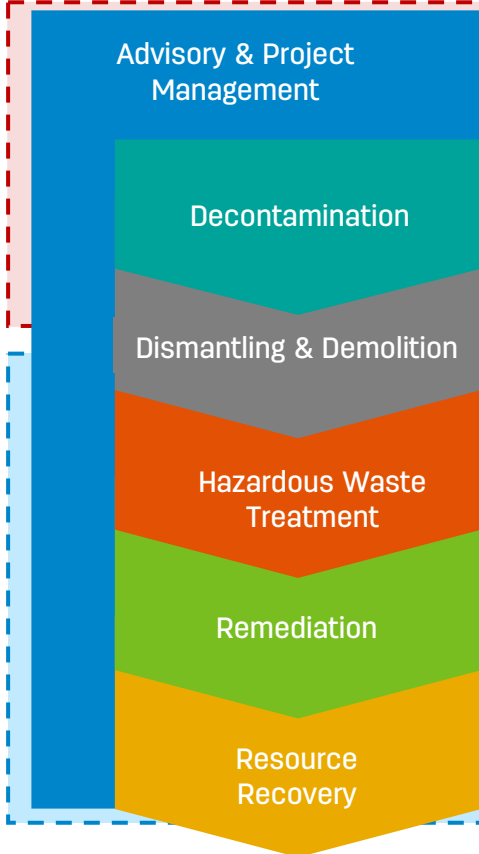 Advisory & Project
Management
Decontamination
Dismantling & Demolition
Hazardous Waste
Treatment
Remediation
Resource
Recovery